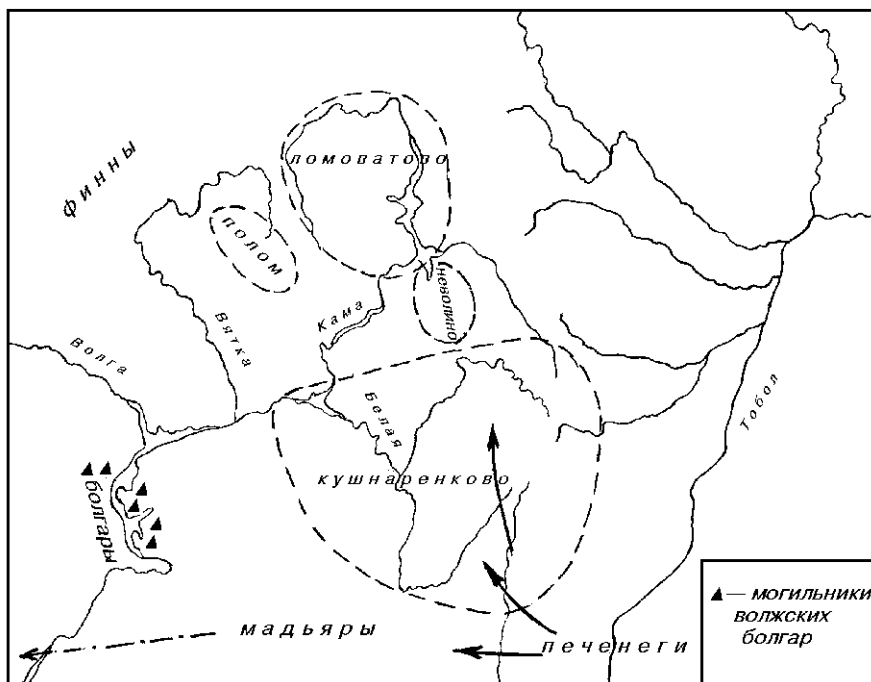 финны
ломоватово
полом
неволино
Кама
Вятка
Волга
Белая
Тобол
кушнаренково
болгары
мадьяры
печенеги
▲ — могильники
волжских
болгар